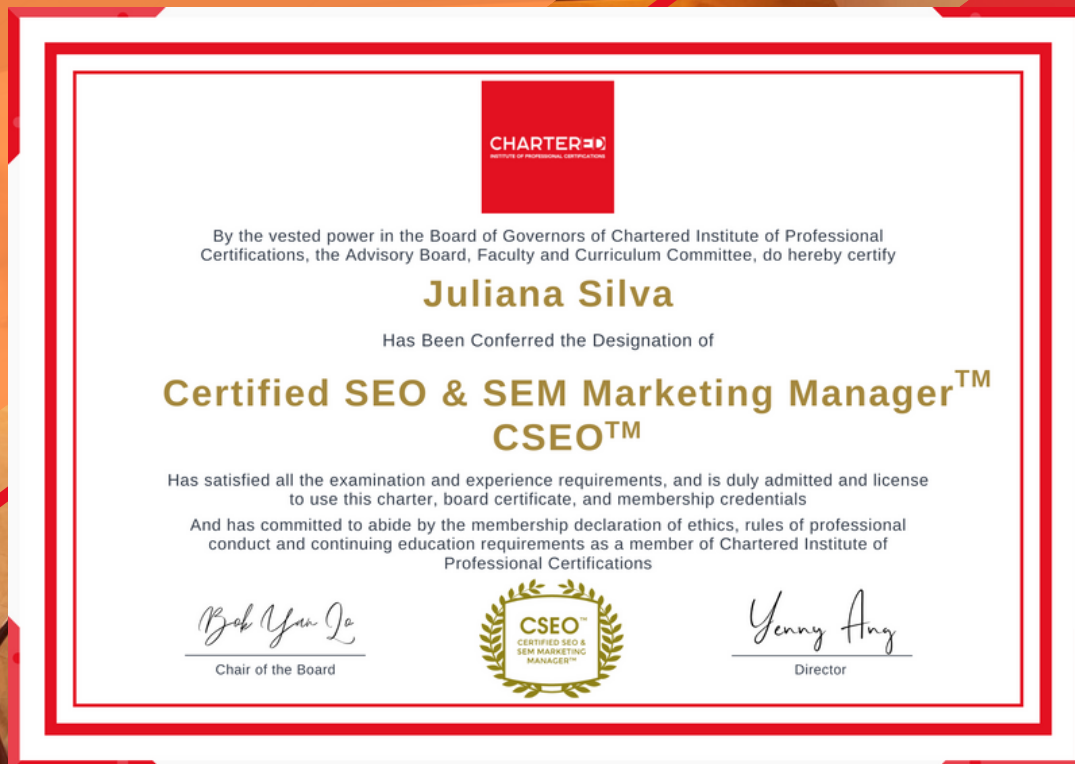 CHARTERED
INSTITUTE OF PROFESSIONAL CERTIFICATIONS
By the vested power in the Board of Governors of Chartered Institute of Professional
Certifications, the Advisory Board, Faculty and Curriculum Committee, do hereby certify
Juliana Silva
Has Been Conferred the Designation of
Certified SEO & SEM Marketing Manager™
CSEO™
Has satisfied all the examination and experience requirements, and is duly admitted and license
to use this charter, board certificate, and membership credentials
And has committed to abide by the membership declaration of ethics, rules of professional
conduct and continuing education requirements as a member of Chartered Institute of
Professional Certifications
Bok Yan Lo
Chair of the Board
CSEO™
CERTIFIED SEO &
SEM MARKETING
MANAGER™
Yenny Ang
Director